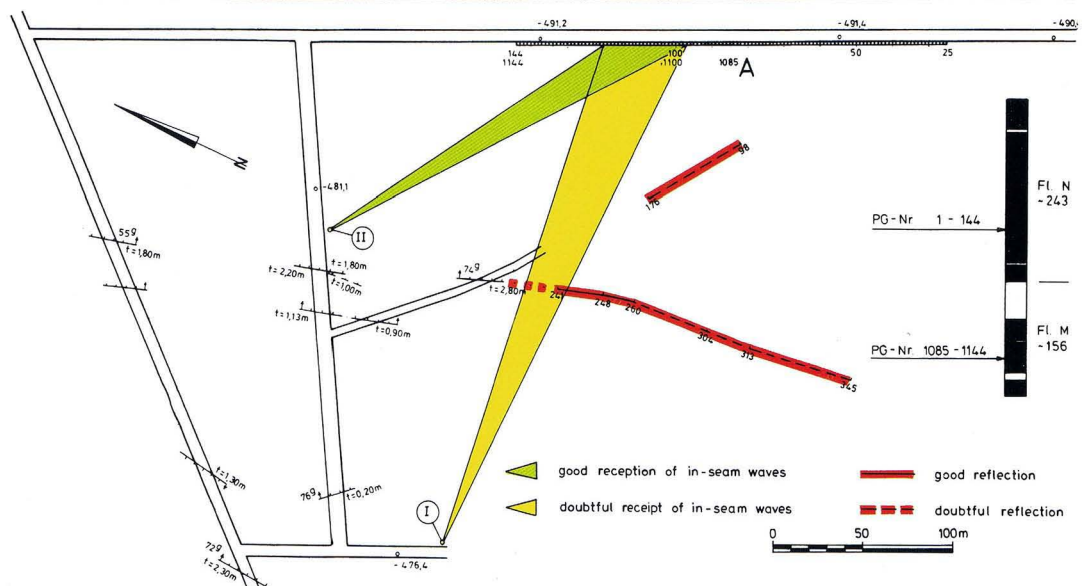 -491,2
-491,4
-490,
144
1144
100
1100
1085
A
50
25
N
-481,1
II
55g
t=1,80m
t=2,20m
t=1,80m
t=1,00m
t=1,13m
t=0,90m
74g
t=2,80m
248
260
304
313
345
176
98
PG-Nr 1 - 144
Fl. N
-243
Fl. M
-156
PG-Nr. 1085 -1144
t=1,30m
76g
t=0,20m
I
72g
t=2,30m
-476,4
good reception of in-seam waves
good reflection
doubtful receipt of in-seam waves
doubtful reflection
0 50 100m